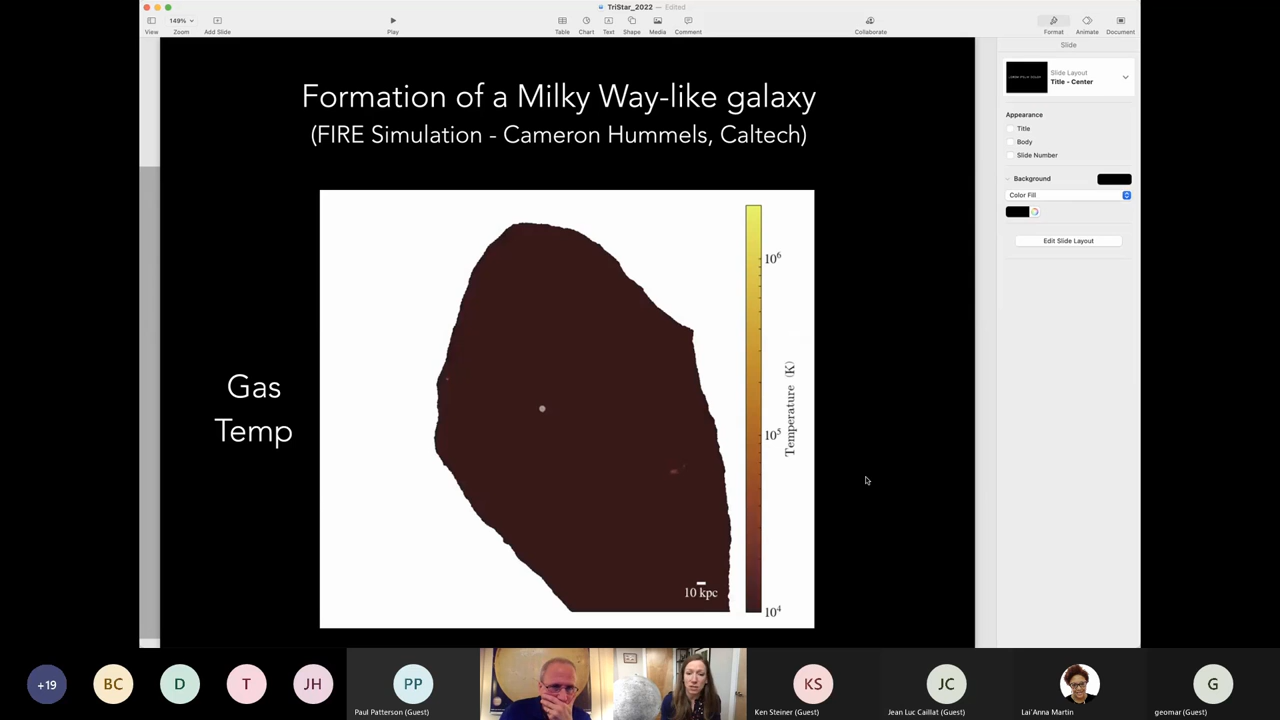 TriStar_2022 — Edited
149%
View
Zoom
Add Slide
Play
Table
Chart
Text
Shape
Media
Comment
Collaborate
Format
Animate
Document
Slide
Slide Layout
Title - Center
Appearance
Title
Body
Slide Number
Background
Color Fill
Edit Slide Layout
Formation of a Milky Way-like galaxy
(FIRE Simulation - Cameron Hummels, Caltech)
Gas
Temp
10⁶
10⁵
10⁴
Temperature (K)
10 kpc
+19
BC
D
T
JH
PP
Paul Patterson (Guest)
KS
Ken Steiner (Guest)
JC
Jean Luc Caillat (Guest)
Lai'Anna Martin
G
geomar (Guest)